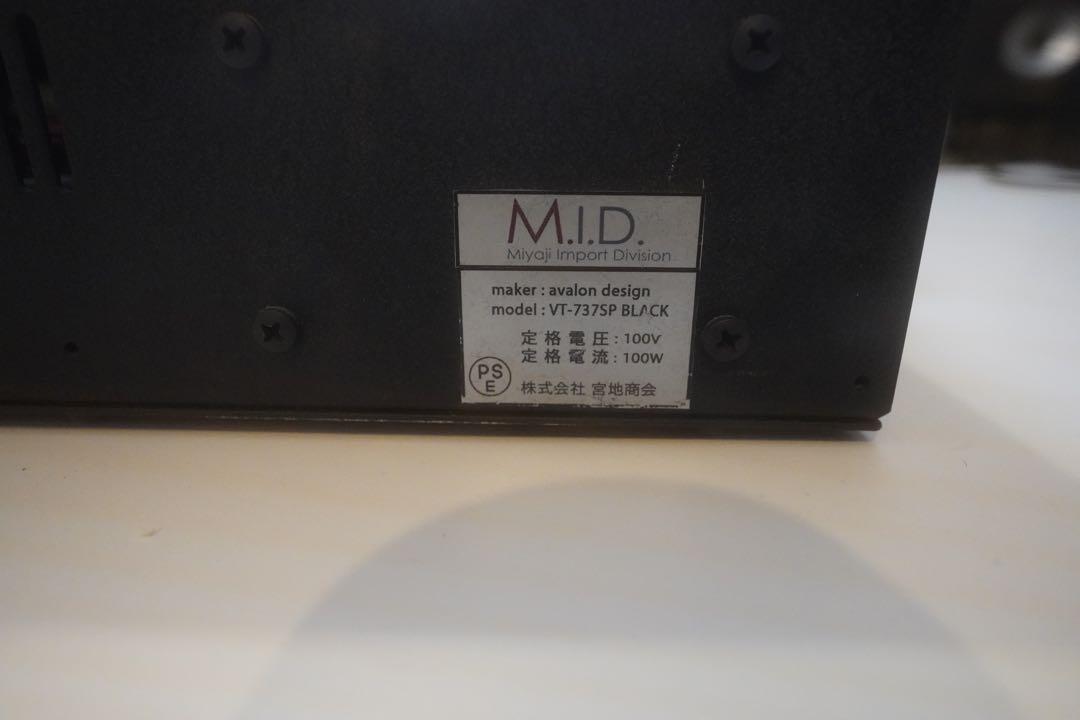 M.I.D.
Miyaji Import Division
maker : avalon design
model : VT-737SP BLACK
定格電圧 : 100V
定格電流 : 100W
PS
E
株式会社 宮地商会